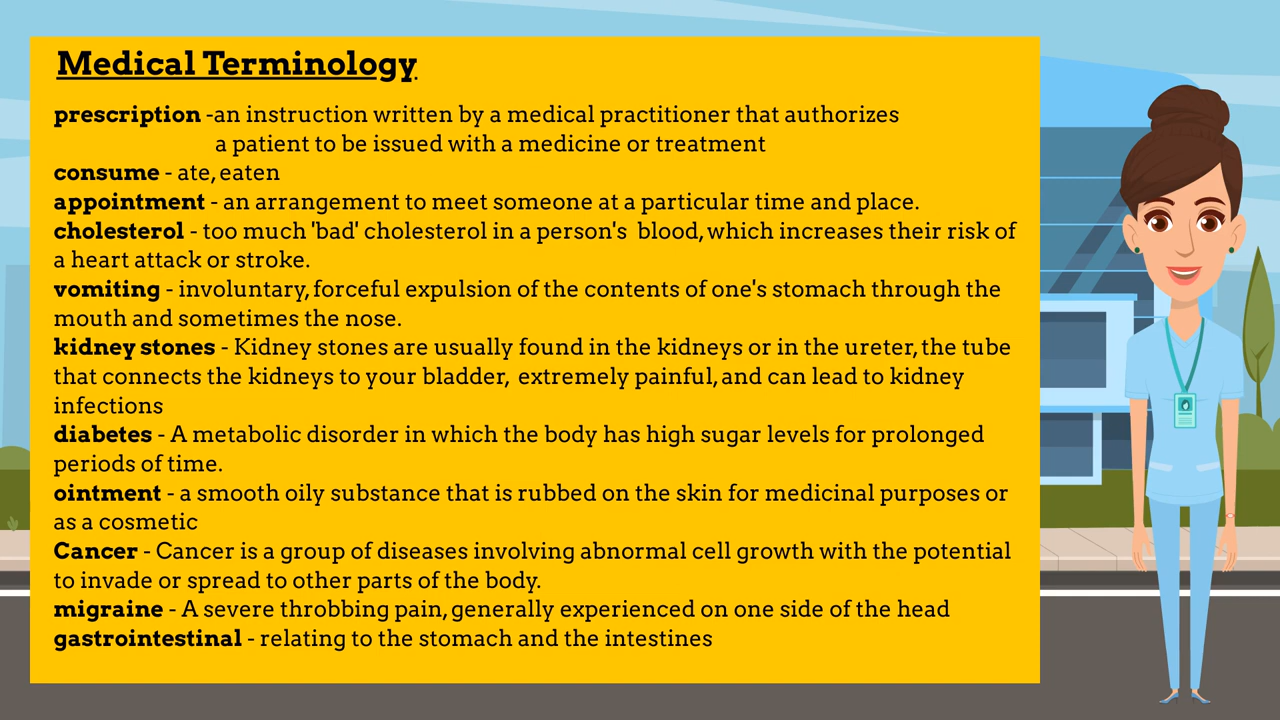 Medical Terminology
prescription -an instruction written by a medical practitioner that authorizes
a patient to be issued with a medicine or treatment
consume - ate, eaten
appointment - an arrangement to meet someone at a particular time and place.
cholesterol - too much 'bad' cholesterol in a person's blood, which increases their risk of
a heart attack or stroke.
vomiting - involuntary, forceful expulsion of the contents of one's stomach through the
mouth and sometimes the nose.
kidney stones - Kidney stones are usually found in the kidneys or in the ureter, the tube
that connects the kidneys to your bladder, extremely painful, and can lead to kidney
infections
diabetes - A metabolic disorder in which the body has high sugar levels for prolonged
periods of time.
ointment - a smooth oily substance that is rubbed on the skin for medicinal purposes or
as a cosmetic
Cancer - Cancer is a group of diseases involving abnormal cell growth with the potential
to invade or spread to other parts of the body.
migraine - A severe throbbing pain, generally experienced on one side of the head
gastrointestinal - relating to the stomach and the intestines